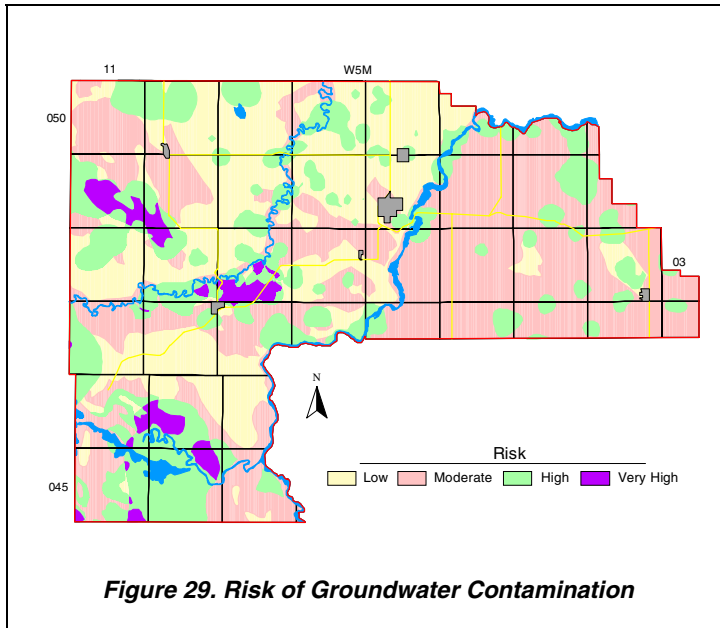 11 W5M
050
03
N
045
Risk
Low Moderate High Very High
Figure 29. Risk of Groundwater Contamination